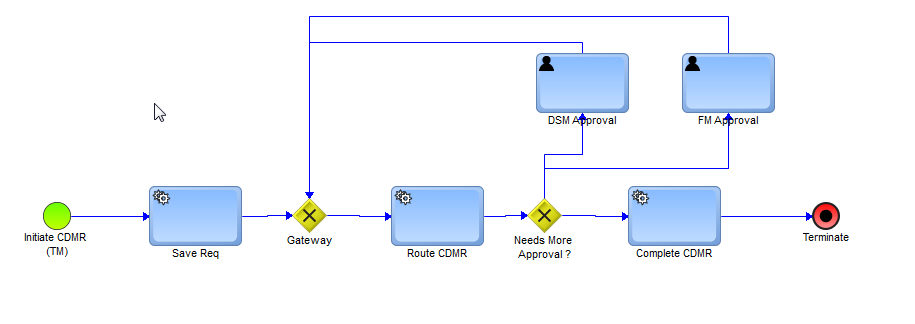 DSM Approval
FM Approval
Initiate CDMR
(TM)
Save Req
Gateway
Route CDMR
Needs More
Approval ?
Complete CDMR
Terminate